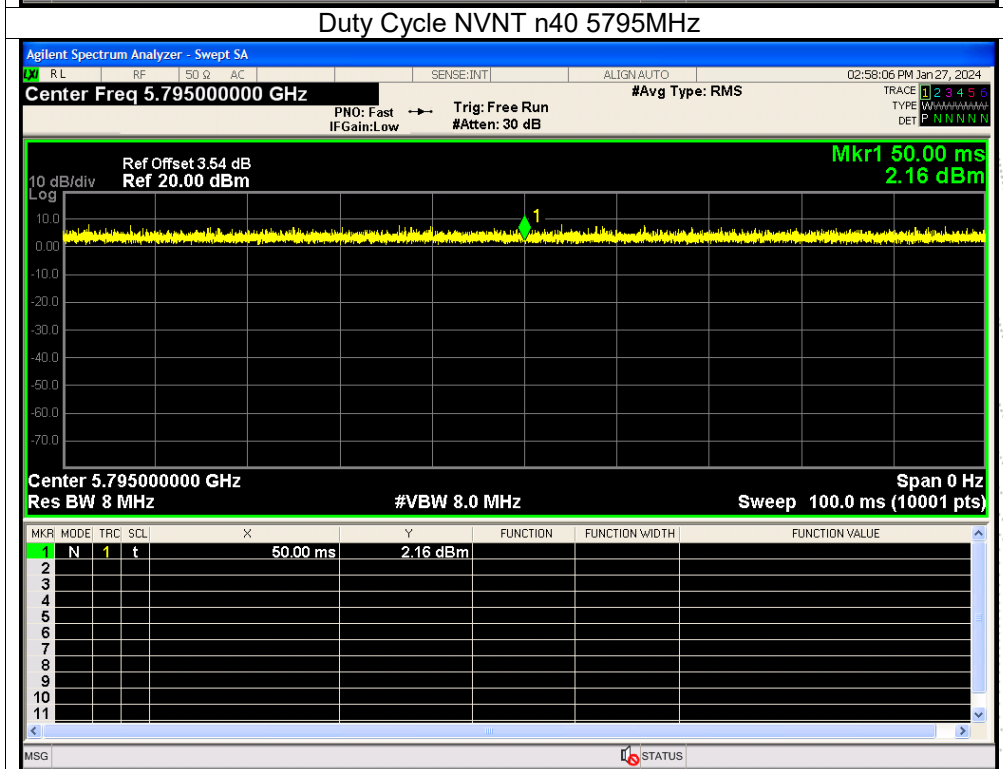 Duty Cycle NVNT n40 5795MHz
Agilent Spectrum Analyzer - Swept SA
LXI RL RF 50 Ω AC SENSE:INT ALIGNAUTO 02:58:06 PM Jan 27, 2024
Center Freq 5.795000000 GHz #Avg Type: RMS TRACE 1 2 3 4 5 6
PNO: Fast Trig: Free Run TYPE WWWWWW
IFGain:Low #Atten: 30 dB DET P N N N N N
Mkr1 50.00 ms
Ref Offset 3.54 dB
10 dB/div Ref 20.00 dBm 2.16 dBm
Log
1
10.0
0.00
-10.0
-20.0
-30.0
-40.0
-50.0
-60.0
-70.0
Center 5.795000000 GHz Span 0 Hz
Res BW 8 MHz #VBW 8.0 MHz Sweep 100.0 ms (10001 pts)
MKR MODE TRC SCL X Y FUNCTION FUNCTION WIDTH FUNCTION VALUE
1 N 1 t 50.00 ms 2.16 dBm
2
3
4
5
6
7
8
9
10
11
MSG STATUS